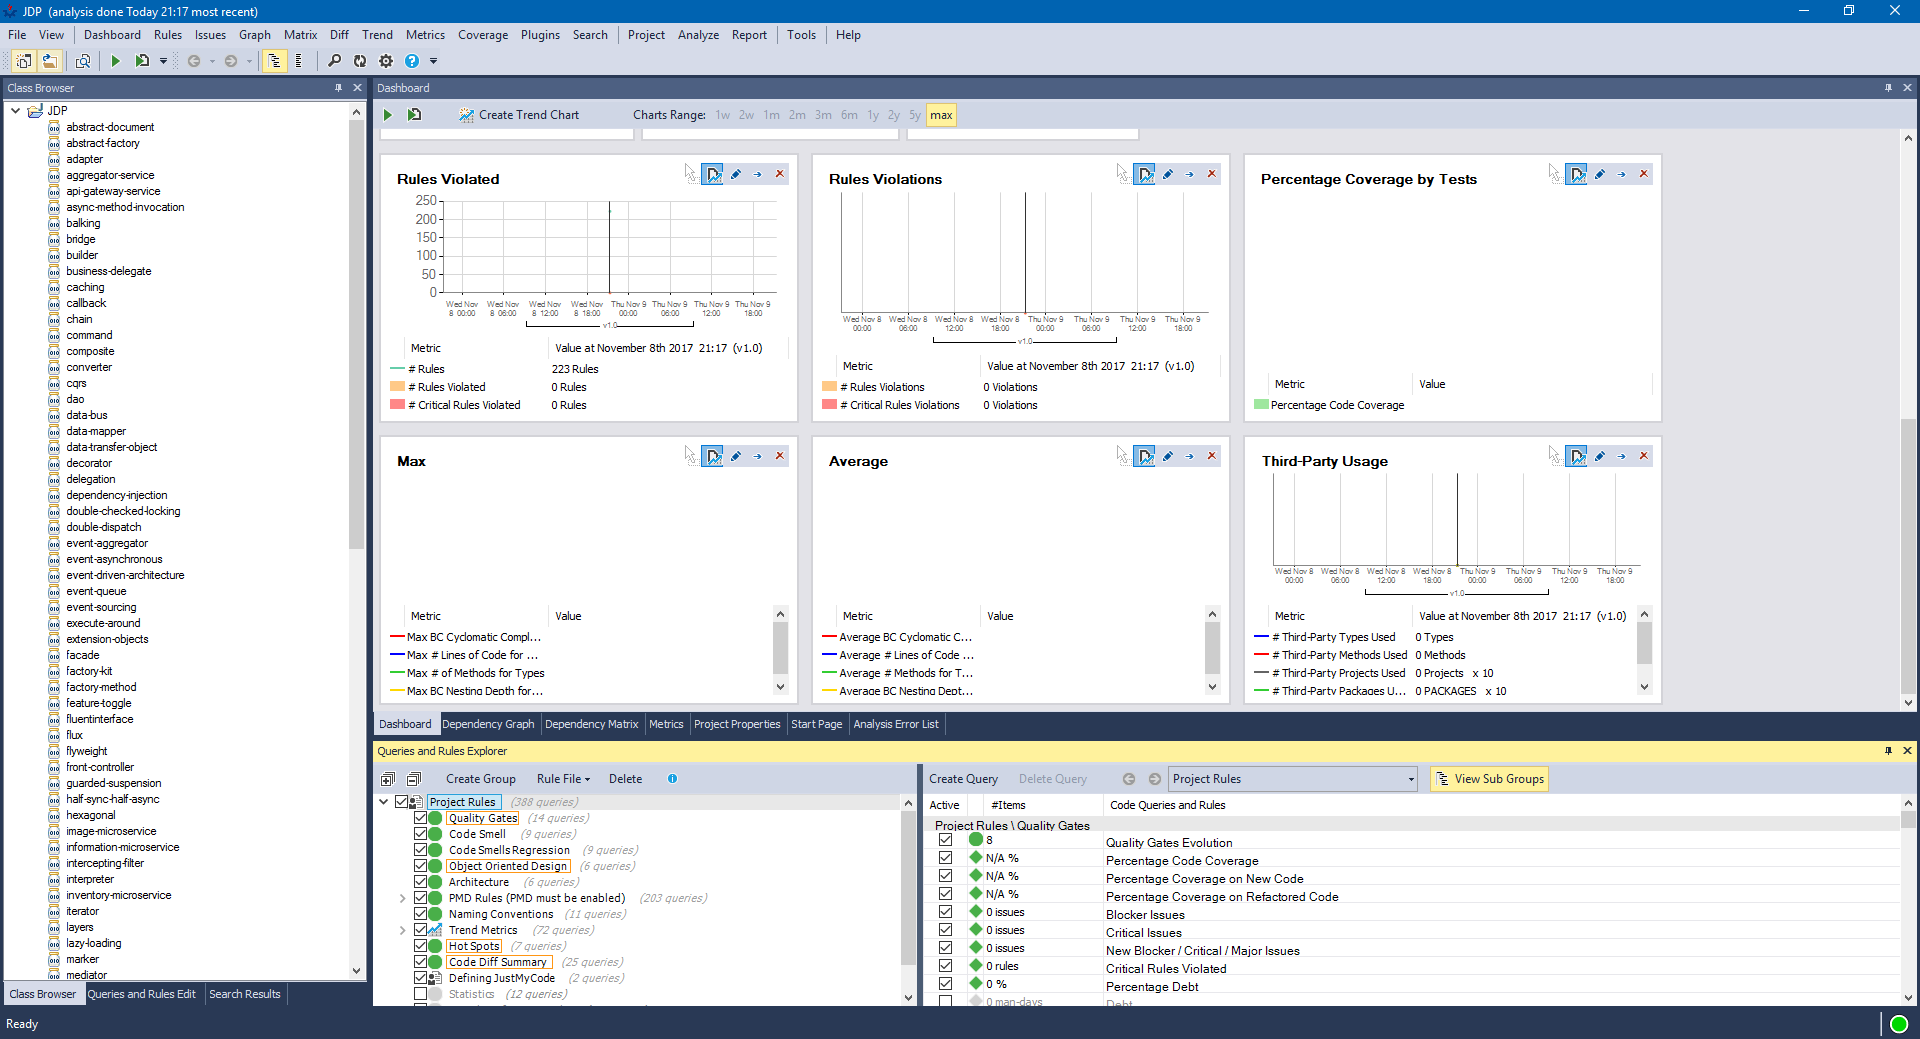 JDP (analysis done Today 21:17 most recent)
File View Dashboard Rules Issues Graph Matrix Diff Trend Metrics Coverage Plugins Search Project Analyze Report Tools Help
Class Browser
JDP
abstract-document
abstract-factory
adapter
aggregator-service
api-gateway-service
async-method-invocation
balking
bridge
builder
business-delegate
caching
callback
chain
command
composite
converter
cqrs
dao
data-bus
data-mapper
data-transfer-object
decorator
delegation
dependency-injection
double-checked-locking
double-dispatch
event-aggregator
event-asynchronous
event-driven-architecture
event-queue
event-sourcing
execute-around
extension-objects
facade
factory-kit
factory-method
feature-toggle
fluentinterface
flux
flyweight
front-controller
guarded-suspension
half-sync-half-async
hexagonal
image-microservice
information-microservice
intercepting-filter
interpreter
inventory-microservice
iterator
layers
lazy-loading
marker
mediator
Class Browser Queries and Rules Edit Search Results
Dashboard
Create Trend Chart Charts Range: 1w 2w 1m 2m 3m 6m 1y 2y 5y max
Rules Violated
250
200
150
100
50
0
Wed Nov 8 00:00 Wed Nov 8 06:00 Wed Nov 8 12:00 Wed Nov 8 18:00 Thu Nov 9 00:00 Thu Nov 9 06:00 Thu Nov 9 12:00 Thu Nov 9 18:00
v1.0
Metric Value at November 8th 2017 21:17 (v1.0)
# Rules 223 Rules
# Rules Violated 0 Rules
# Critical Rules Violated 0 Rules
Rules Violations
Wed Nov 8 00:00 Wed Nov 8 06:00 Wed Nov 8 12:00 Wed Nov 8 18:00 Thu Nov 9 00:00 Thu Nov 9 06:00 Thu Nov 9 12:00 Thu Nov 9 18:00
v1.0
Metric Value at November 8th 2017 21:17 (v1.0)
# Rules Violations 0 Violations
# Critical Rules Violations 0 Violations
Percentage Coverage by Tests
Metric Value
Percentage Code Coverage
Max
Metric Value
Max BC Cyclomatic Compl...
Max # Lines of Code for ...
Max # of Methods for Types
Max BC Nesting Depth for...
Average
Metric Value
Average BC Cyclomatic C...
Average # Lines of Code ...
Average # Methods for T...
Average BC Nesting Dept...
Third-Party Usage
Wed Nov 8 00:00 Wed Nov 8 06:00 Wed Nov 8 12:00 Wed Nov 8 18:00 Thu Nov 9 00:00 Thu Nov 9 06:00 Thu Nov 9 12:00 Thu Nov 9 18:00
v1.0
Metric Value at November 8th 2017 21:17 (v1.0)
# Third-Party Types Used 0 Types
# Third-Party Methods Used 0 Methods
# Third-Party Projects Used 0 Projects x 10
# Third-Party Packages U... 0 PACKAGES x 10
Dashboard Dependency Graph Dependency Matrix Metrics Project Properties Start Page Analysis Error List
Queries and Rules Explorer
Create Group Rule File Delete
Project Rules (388 queries)
Quality Gates (14 queries)
Code Smell (9 queries)
Code Smells Regression (9 queries)
Object Oriented Design (6 queries)
Architecture (6 queries)
PMD Rules (PMD must be enabled) (203 queries)
Naming Conventions (11 queries)
Trend Metrics (72 queries)
Hot Spots (7 queries)
Code Diff Summary (25 queries)
Defining JustMyCode (2 queries)
Statistics (12 queries)
Create Query Delete Query Project Rules View Sub Groups
Active #Items Code Queries and Rules
Project Rules \ Quality Gates
8 Quality Gates Evolution
N/A % Percentage Code Coverage
N/A % Percentage Coverage on New Code
N/A % Percentage Coverage on Refactored Code
0 issues Blocker Issues
0 issues Critical Issues
0 issues New Blocker / Critical / Major Issues
0 rules Critical Rules Violated
0 % Percentage Debt
0 man-days Debt
Ready